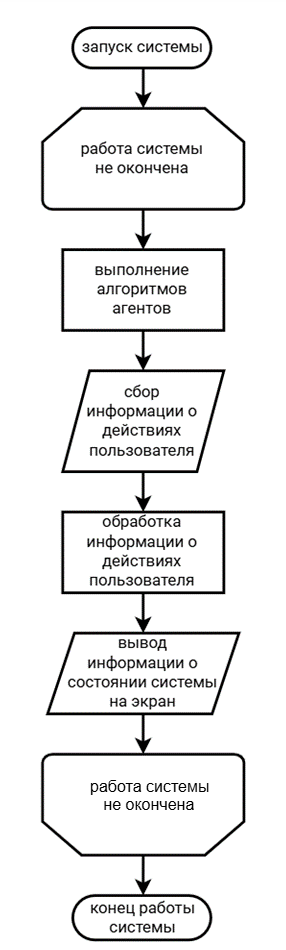 запуск системы
работа системы
не окончена
выполнение
алгоритмов
агентов
сбор
информации о
действиях
пользователя
обработка
информации о
действиях
пользователя
вывод
информации о
состоянии системы
на экран
работа системы
не окончена
конец работы
системы